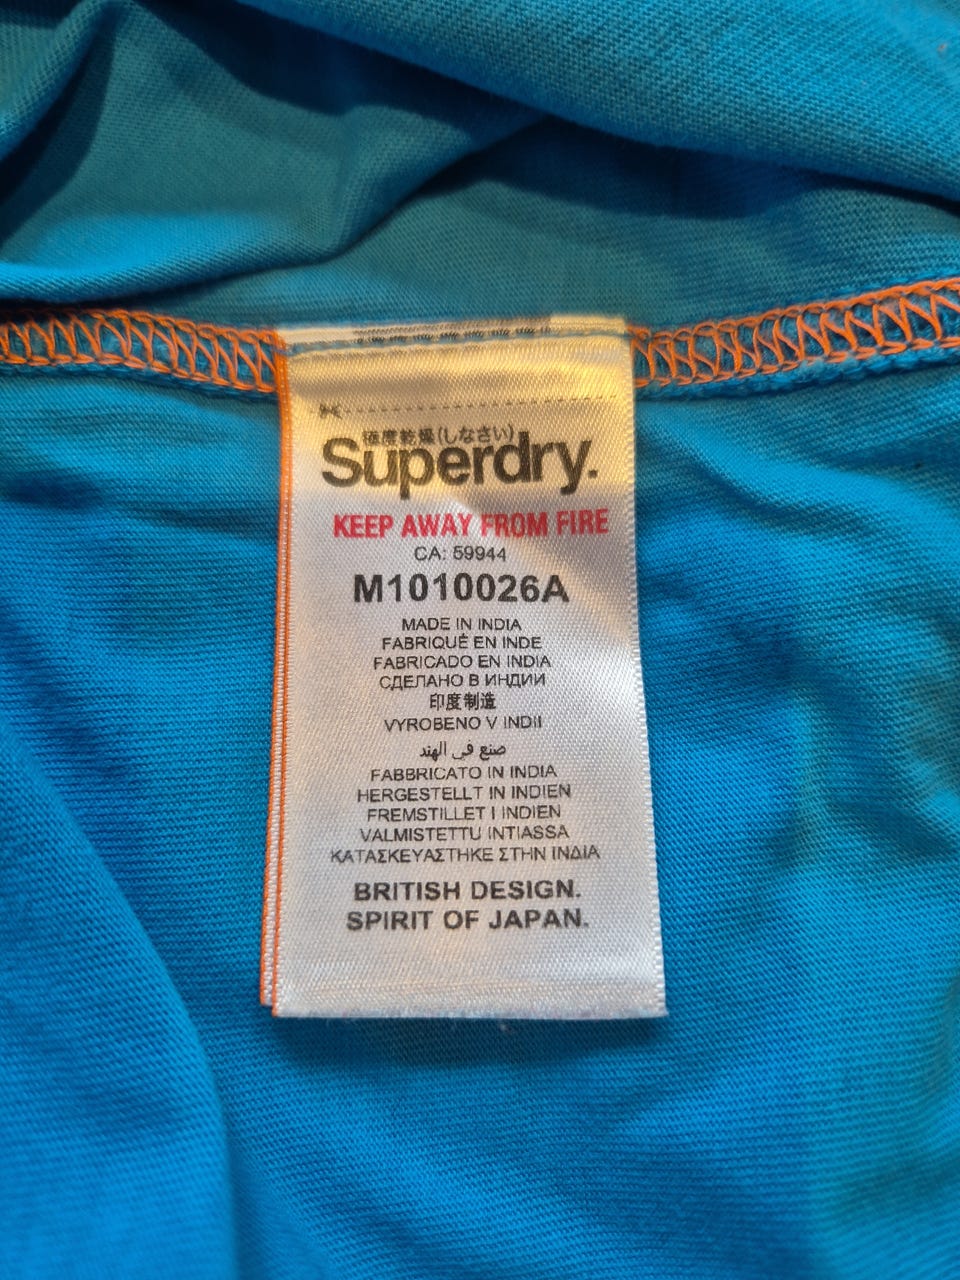 極度乾燥(しなさい)
Superdry.
KEEP AWAY FROM FIRE
CA: 59944
M1010026A
MADE IN INDIA
FABRIQUÉ EN INDE
FABRICADO EN INDIA
СДЕЛАНО В ИНДИИ
印度制造
VYROBENO V INDII
صنع في الهند
FABBRICATO IN INDIA
HERGESTELLT IN INDIEN
FREMSTILLET I INDIEN
VALMISTETTU INTIASSA
ΚΑΤΑΣΚΕΥΑΣΤΗΚΕ ΣΤΗΝ ΙΝΔΙΑ
BRITISH DESIGN.
SPIRIT OF JAPAN.